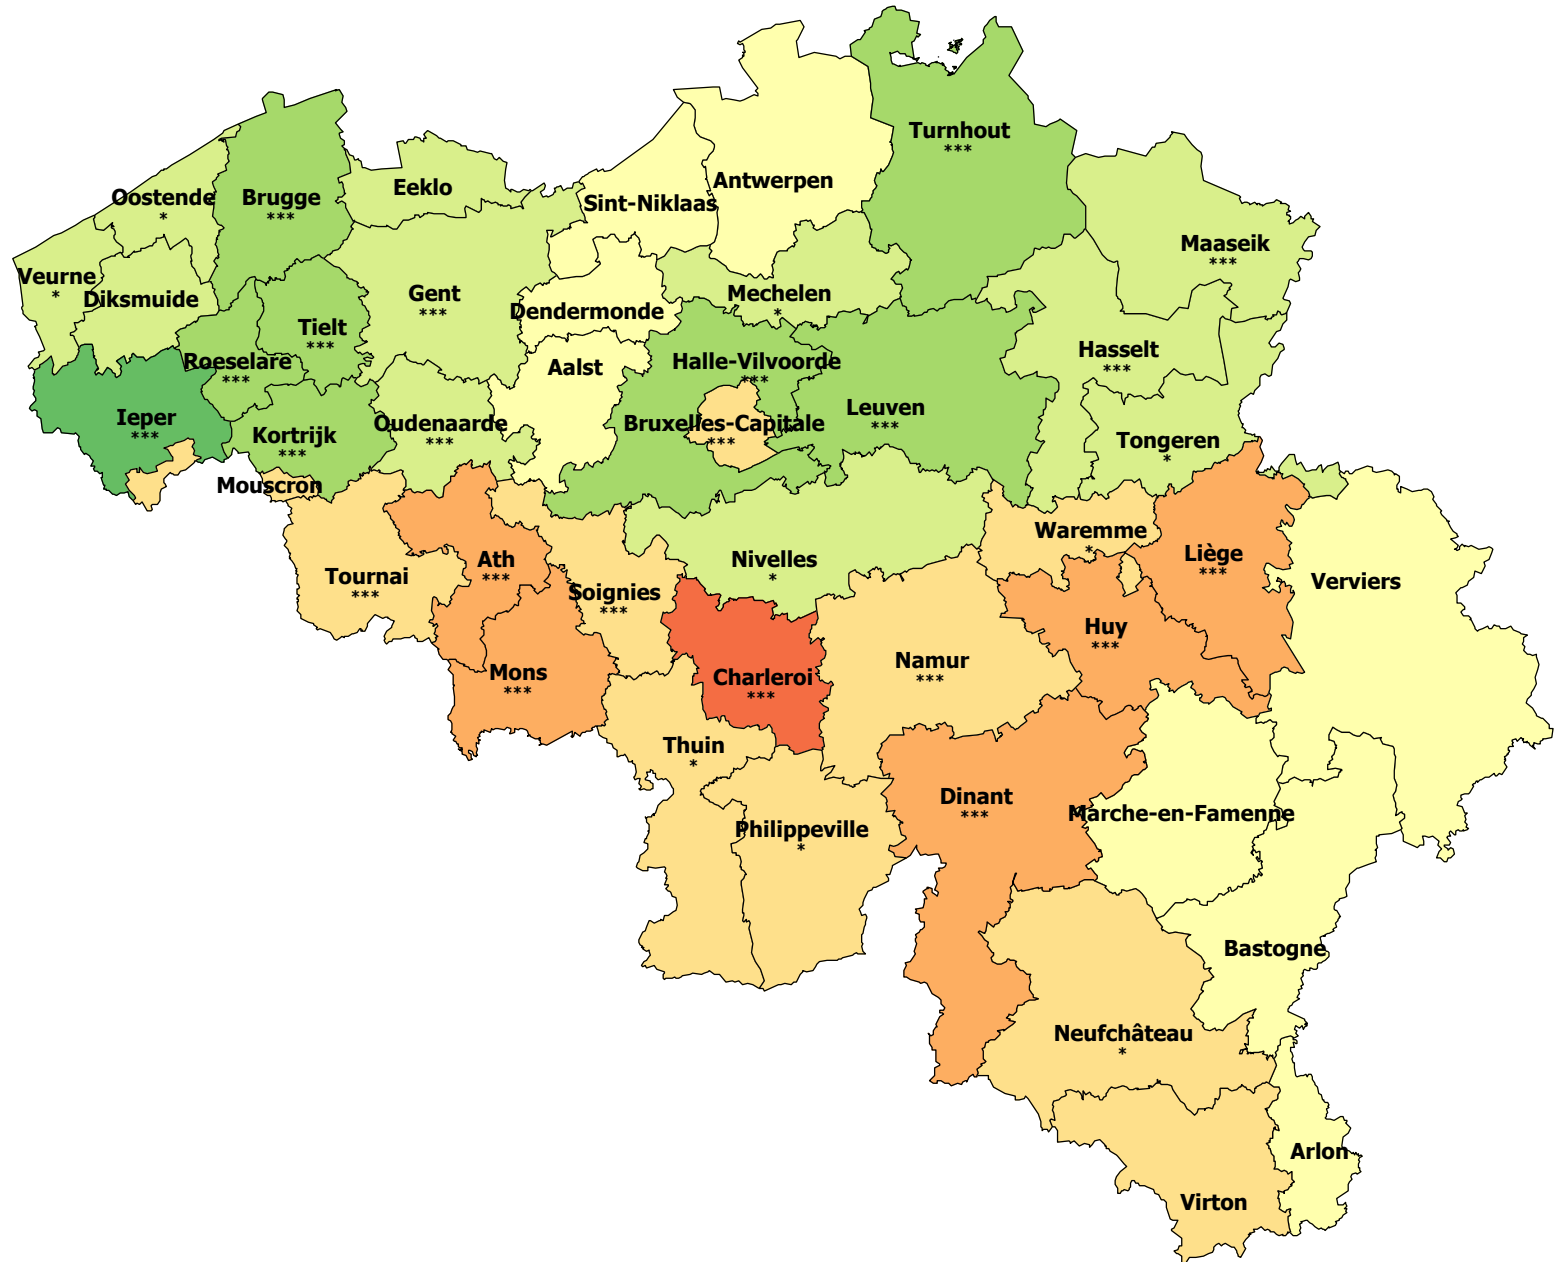 Turnhout
***
Antwerpen
Eeklo
Oostende
*
Brugge
***
Sint-Niklaas
Maaseik
***
Veurne
*
Diksmuide
Gent
***
Mechelen
*
Dendermonde
Tielt
***
Roeselare
***
Aalst
Halle-Vilvoorde
***
Hasselt
***
Ieper
***
Kortrijk
***
Oudenaarde
***
Bruxelles-Capitale
***
Leuven
***
Tongeren
*
Mouscron
Waremme
*
Liège
***
Ath
***
Nivelles
*
Tournai
***
Soignies
***
Verviers
Huy
***
Mons
***
Charleroi
***
Namur
***
Thuin
*
Dinant
***
Marche-en-Famenne
Philippeville
*
Bastogne
Neufchâteau
*
Arlon
Virton